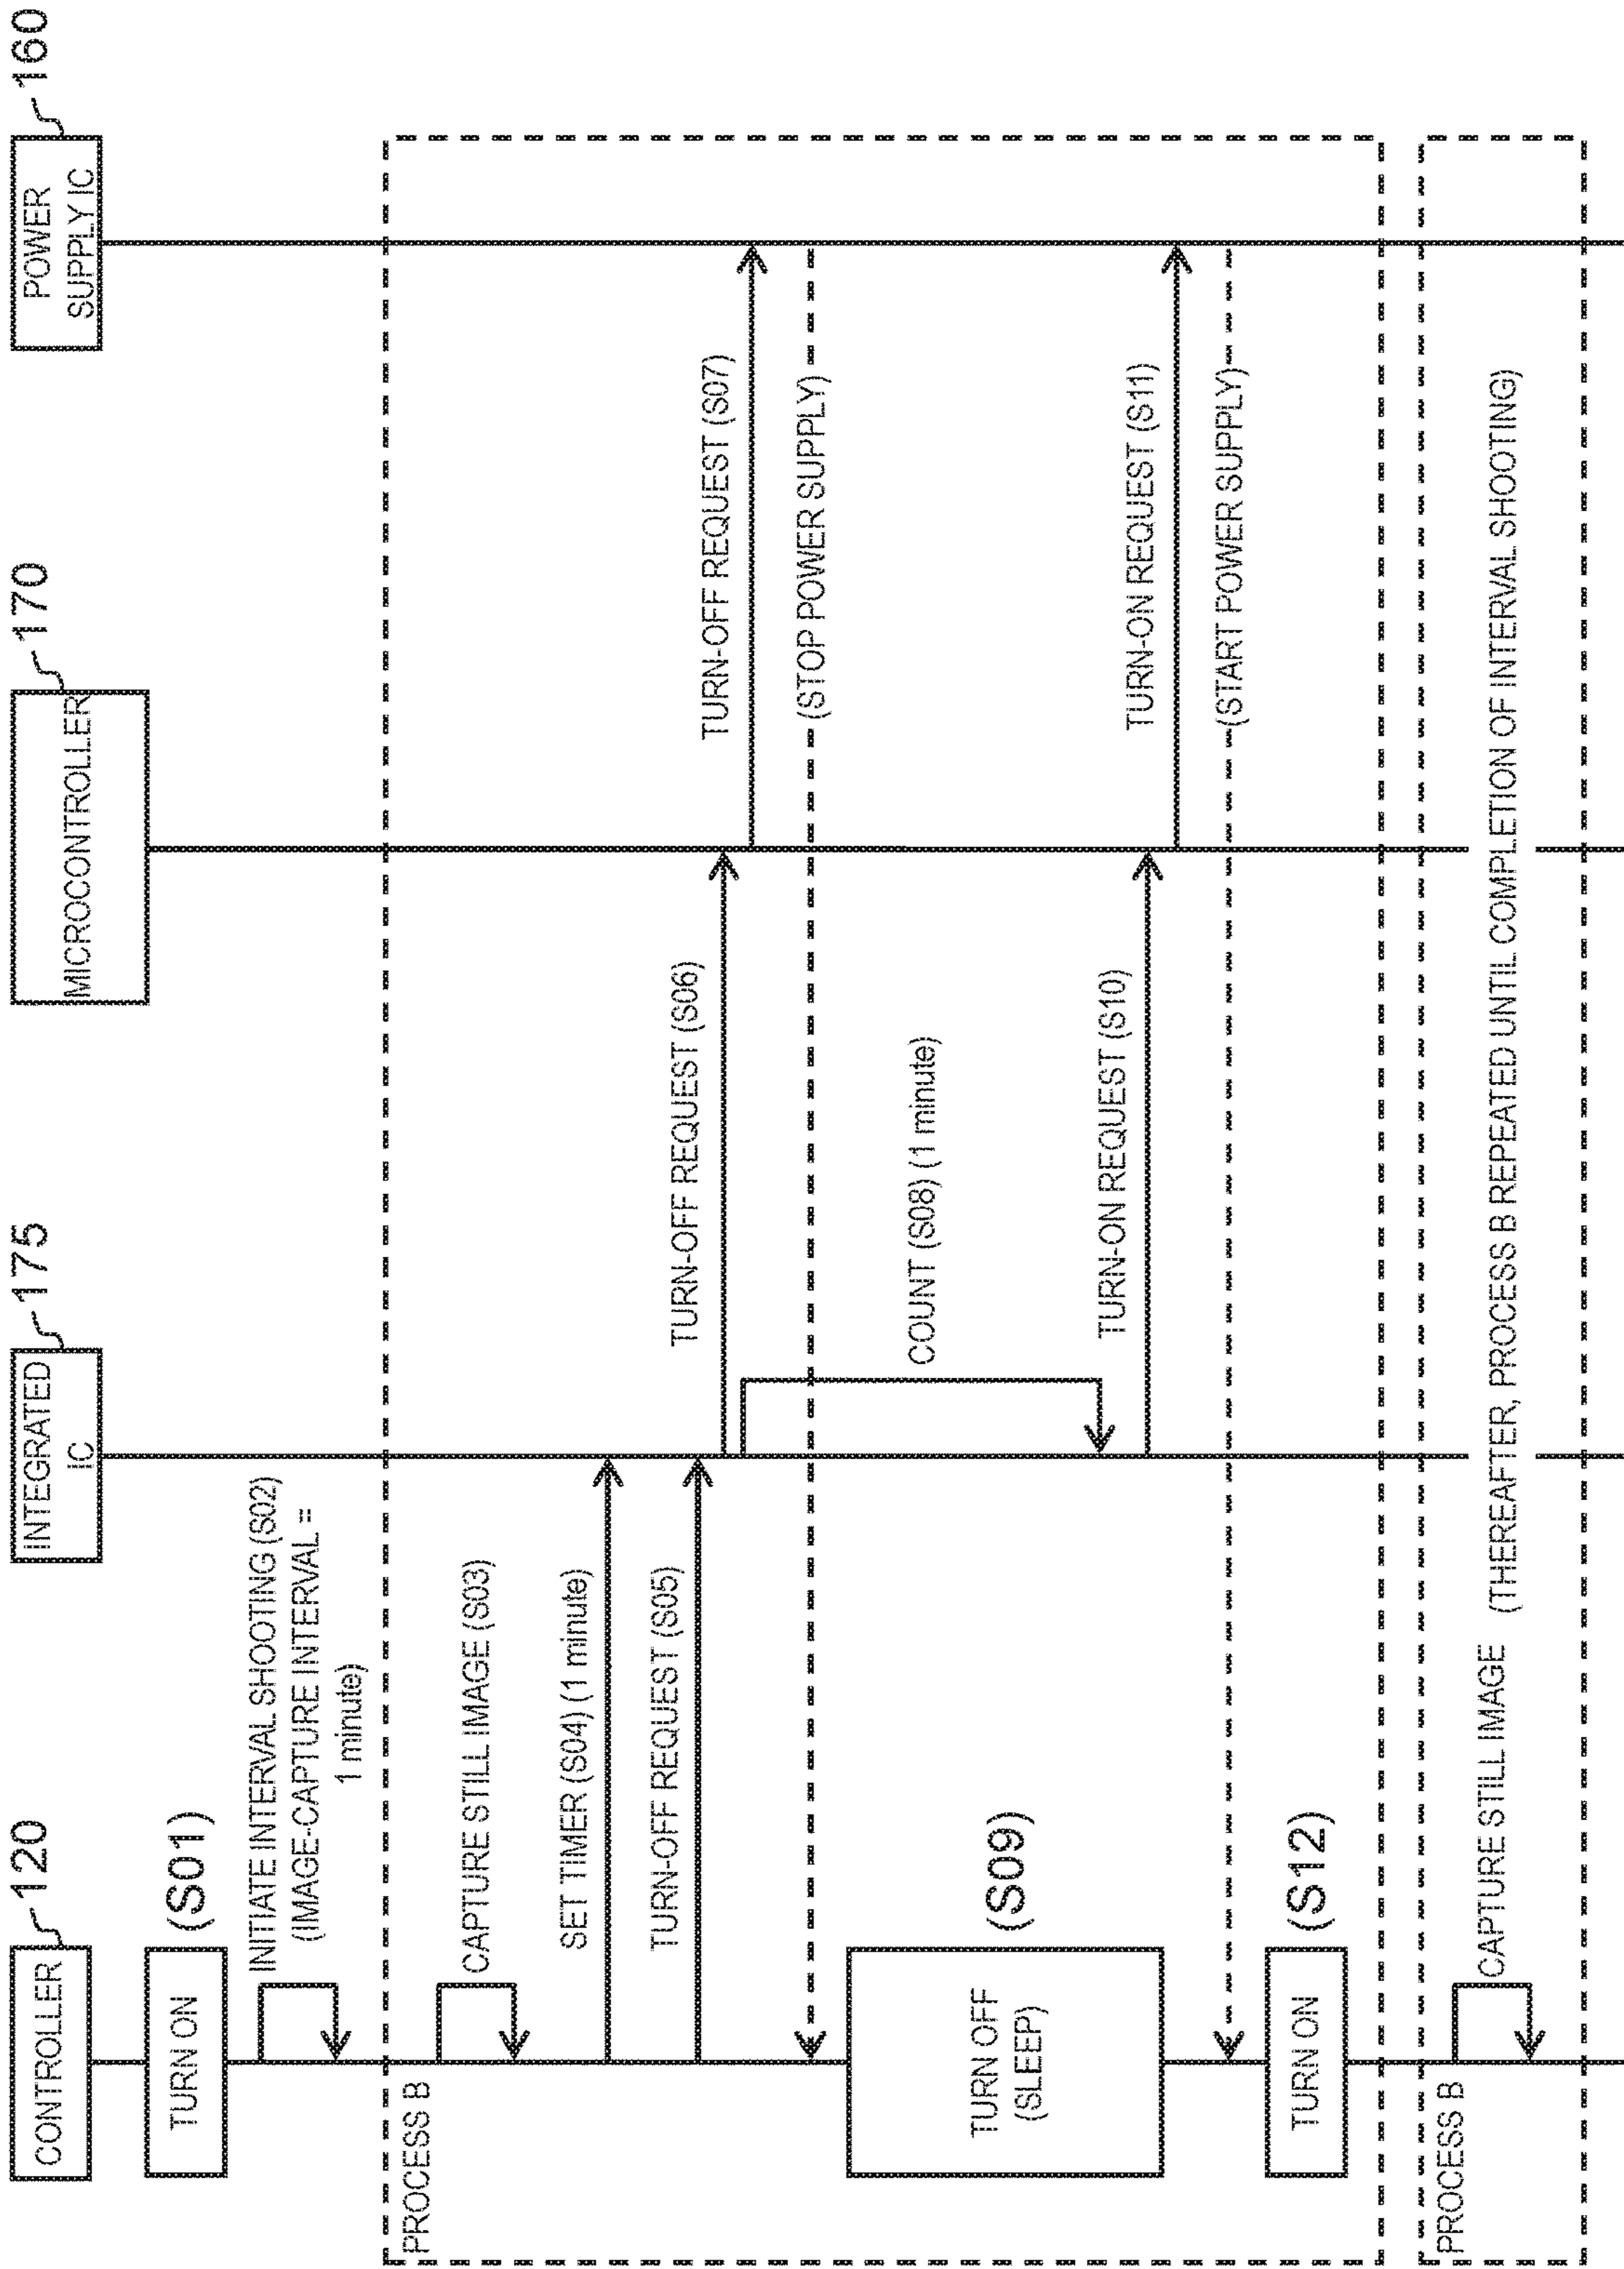 CONTROLLER
120
INTEGRATED
IC
175
MICROCONTROLLER
170
POWER
SUPPLY IC
160
TURN ON
(S01)
INITIATE INTERVAL SHOOTING (S02)
(IMAGE-CAPTURE INTERVAL =
1 minute)
PROCESS B
CAPTURE STILL IMAGE (S03)
SET TIMER (S04) (1 minute)
TURN-OFF REQUEST (S05)
TURN-OFF REQUEST (S06)
TURN-OFF REQUEST (S07)
(STOP POWER SUPPLY)
COUNT (S08) (1 minute)
TURN OFF
(SLEEP)
(S09)
TURN-ON REQUEST (S10)
TURN-ON REQUEST (S11)
(START POWER SUPPLY)
TURN ON
(S12)
PROCESS B
CAPTURE STILL IMAGE
(THEREAFTER, PROCESS B REPEATED UNTIL COMPLETION OF INTERVAL SHOOTING)